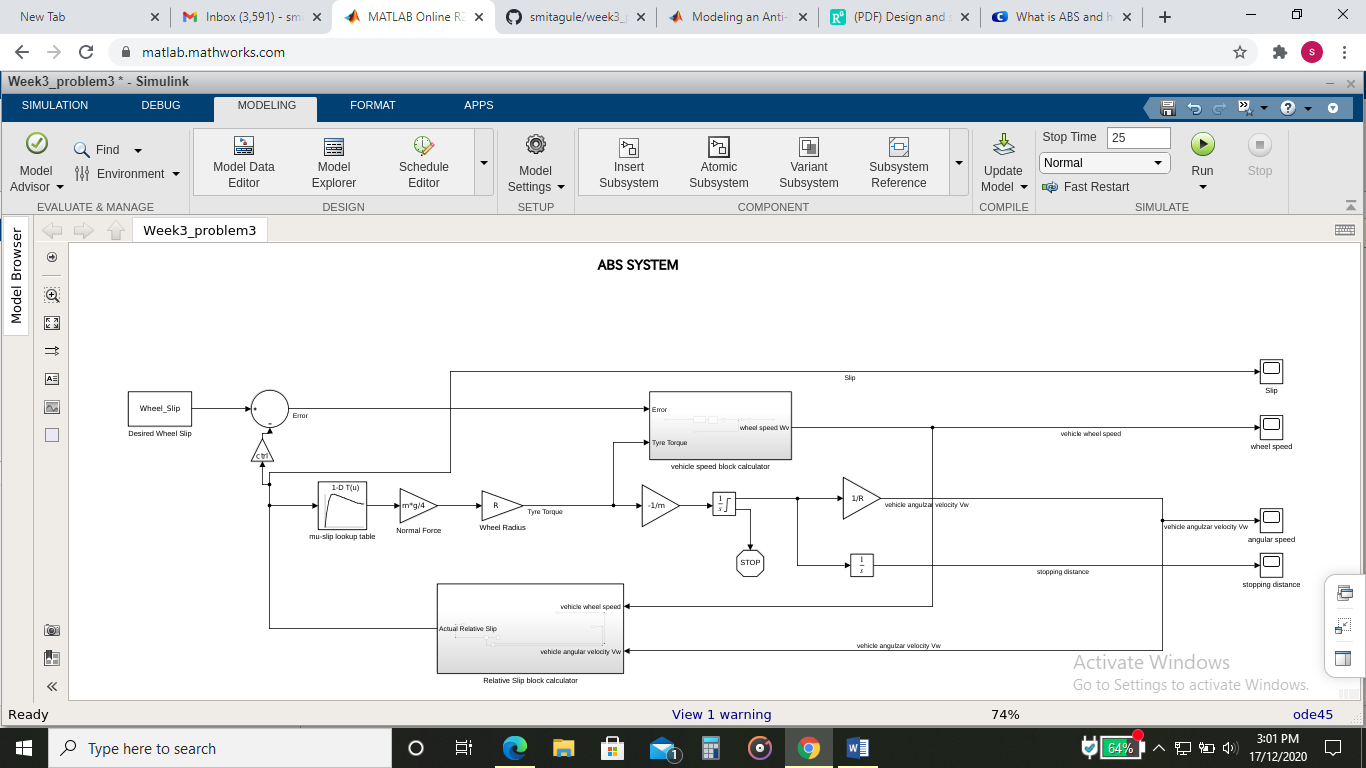 New Tab
Inbox (3,591) - sm
MATLAB Online R2
smitagule/week3_p
Modeling an Anti-
(PDF) Design and s
What is ABS and h
matlab.mathworks.com
s
Week3_problem3 * - Simulink
SIMULATION DEBUG MODELING FORMAT APPS
Model Advisor
Find
Environment
Model Data Editor
Model Explorer
Schedule Editor
Model Settings
Insert Subsystem
Atomic Subsystem
Variant Subsystem
Subsystem Reference
Update Model
Stop Time 25
Normal
Fast Restart
Run
Stop
EVALUATE & MANAGE DESIGN SETUP COMPONENT COMPILE SIMULATE
Model Browser
Week3_problem3
ABS SYSTEM
Slip
Slip
Wheel_Slip
Desired Wheel Slip
+
-
Error
ctrl
Error
wheel speed Wv
Tyre Torque
vehicle speed block calculator
vehicle wheel speed
wheel speed
1-D T(u)
mu-slip lookup table
m*g/4
Normal Force
R
Wheel Radius
Tyre Torque
-1/m
1
s
STOP
1/R
vehicle angulzar velocity Vw
vehicle angulzar velocity Vw
angular speed
1
s
stopping distance
stopping distance
vehicle wheel speed
Actual Relative Slip
vehicle angulzar velocity Vw
Relative Slip block calculator
vehicle angulzar velocity Vw
Activate Windows
Go to Settings to activate Windows.
Ready
View 1 warning
74%
ode45
Type here to search
1
64%
3:01 PM
17/12/2020